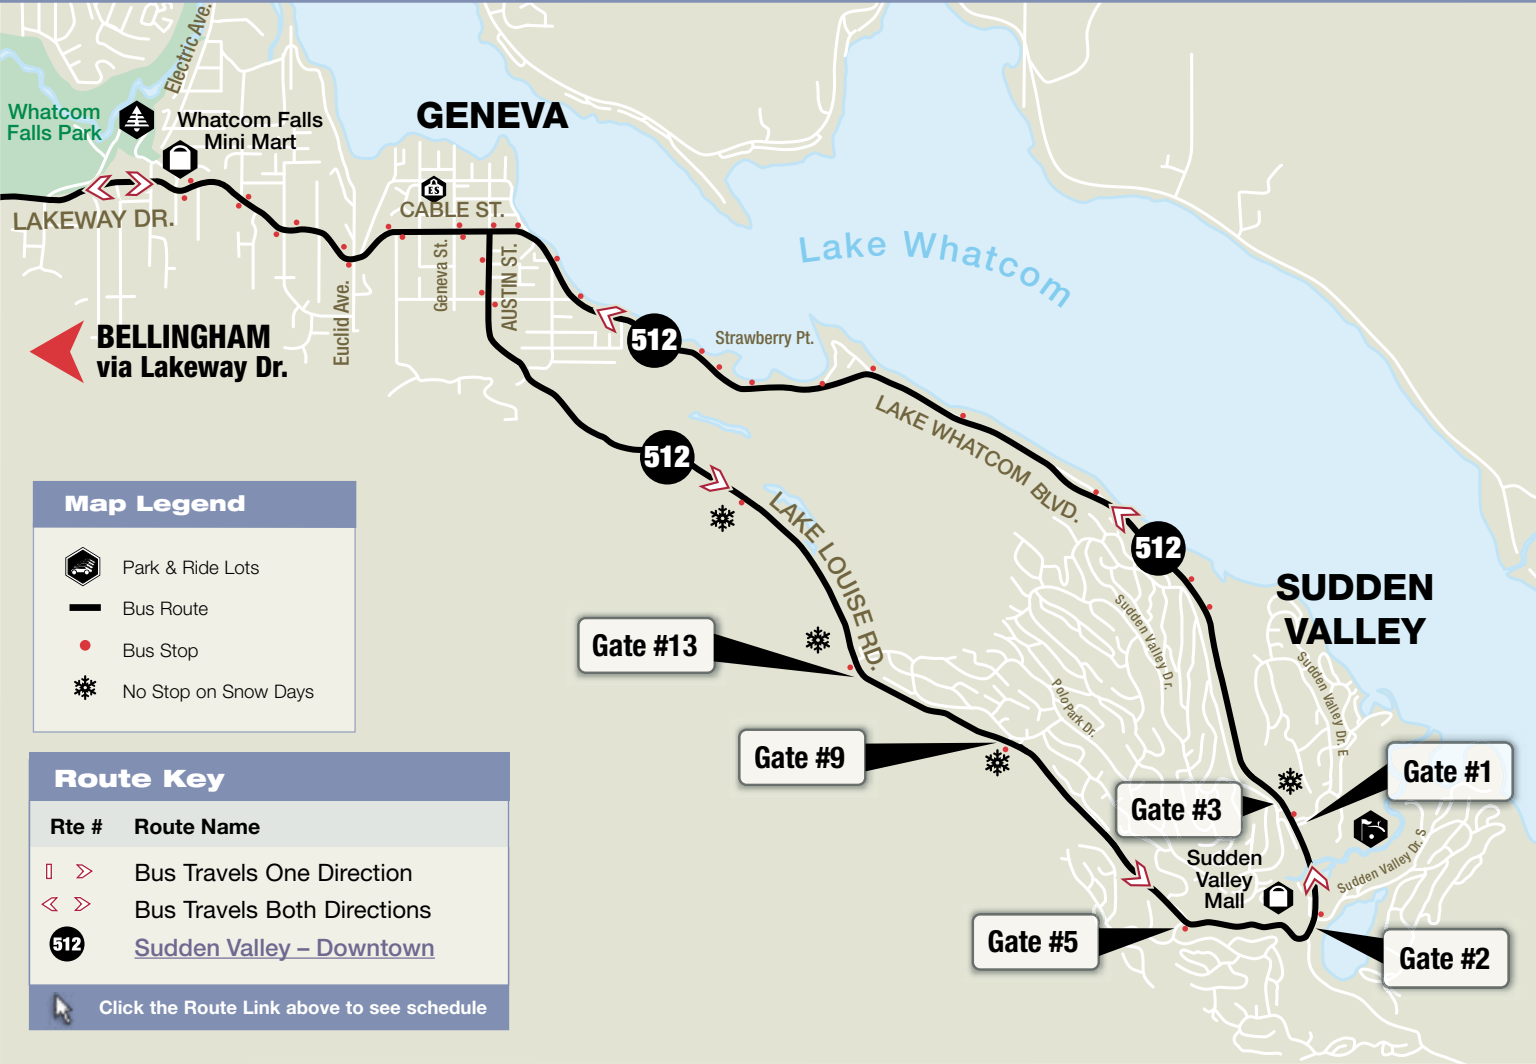 Electric Ave.
Whatcom
Falls Park
Whatcom Falls
Mini Mart
GENEVA
ES
CABLE ST.
LAKEWAY DR.
Geneva St.
AUSTIN ST.
Euclid Ave.
Lake Whatcom
BELLINGHAM
via Lakeway Dr.
512
Strawberry Pt.
LAKE WHATCOM BLVD.
512
LAKE LOUISE RD.
512
SUDDEN
VALLEY
Sudden Valley Dr.
Sudden Valley Dr. E
Polo Park Dr.
Gate #13
Gate #9
Gate #1
Gate #3
Sudden
Valley
Mall
Sudden Valley Dr. S
Gate #5
Gate #2
Map Legend
Park & Ride Lots
Bus Route
Bus Stop
No Stop on Snow Days
Route Key
Rte # Route Name
Bus Travels One Direction
Bus Travels Both Directions
512 Sudden Valley – Downtown
Click the Route Link above to see schedule